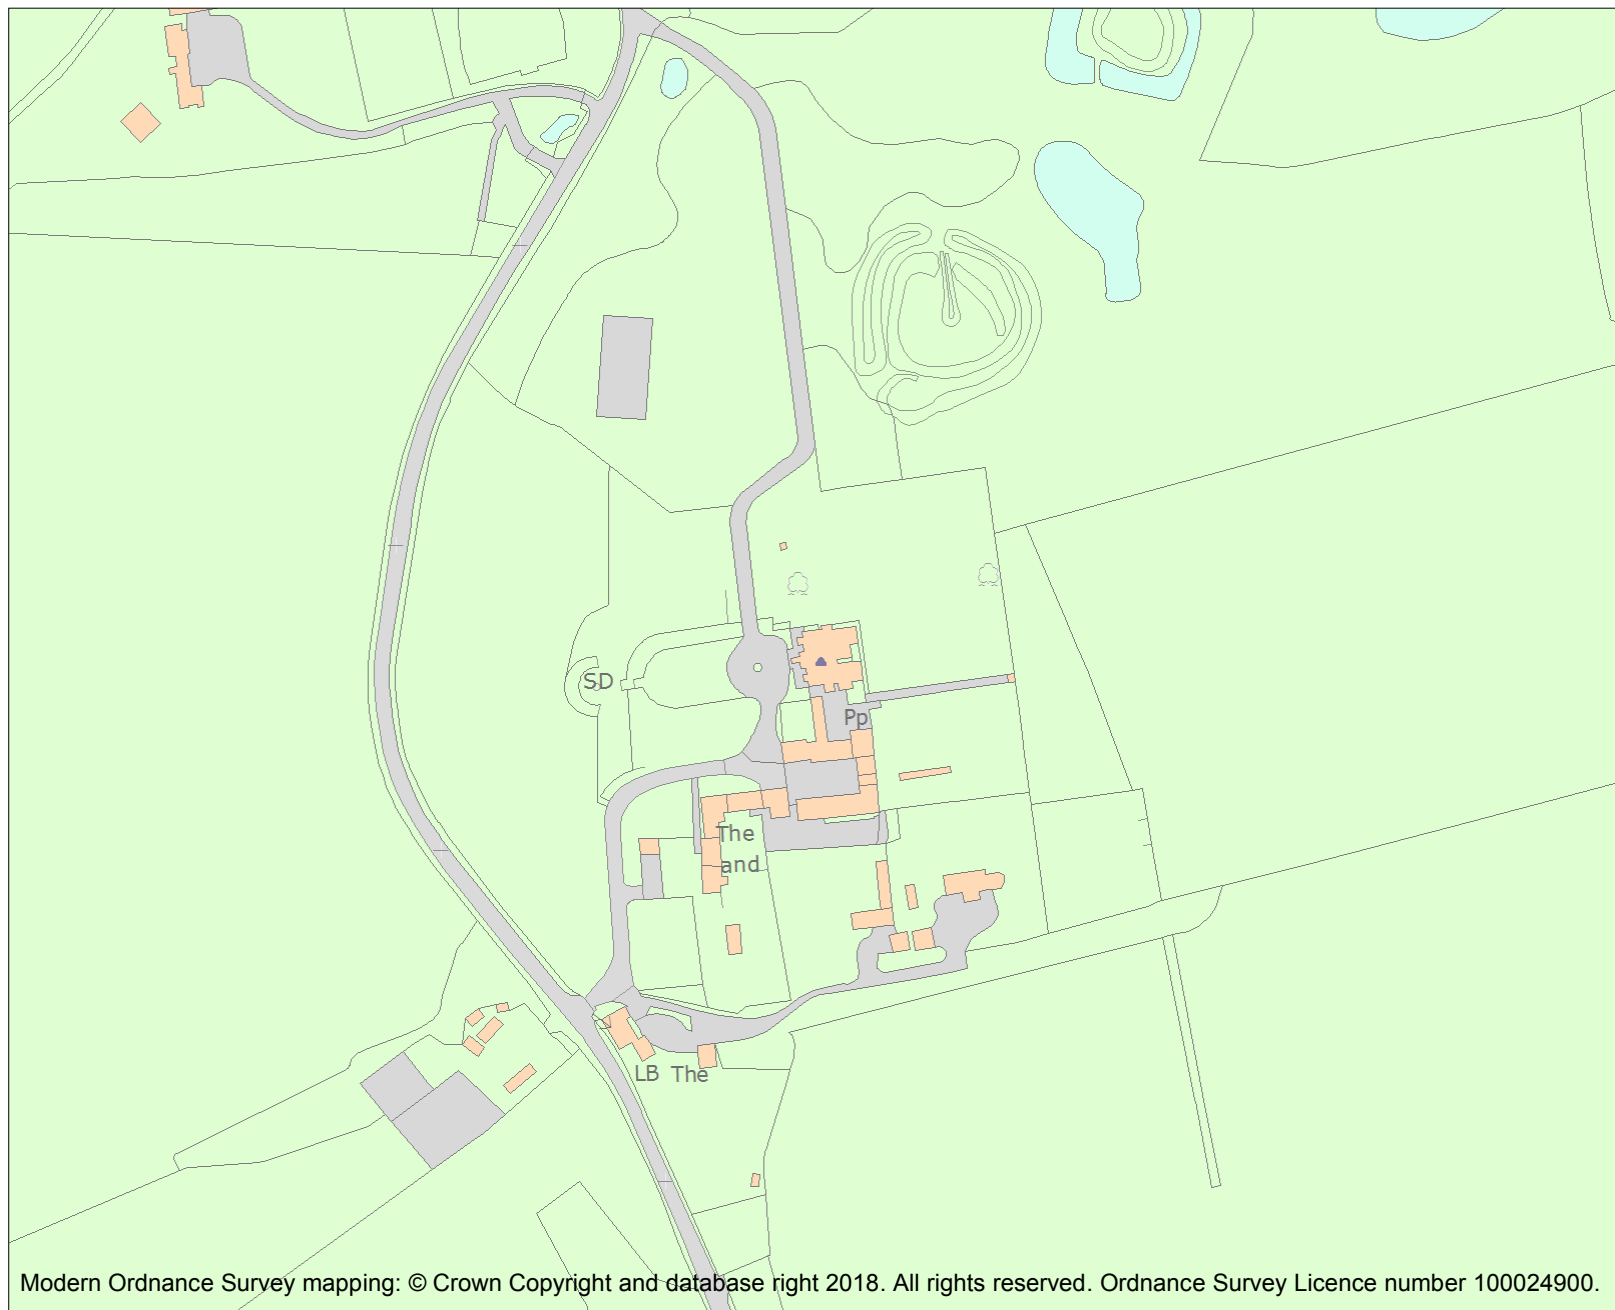 SD
Pp
The
and
LB The
Modern Ordnance Survey mapping: © Crown Copyright and database right 2018. All rights reserved. Ordnance Survey Licence number 100024900.